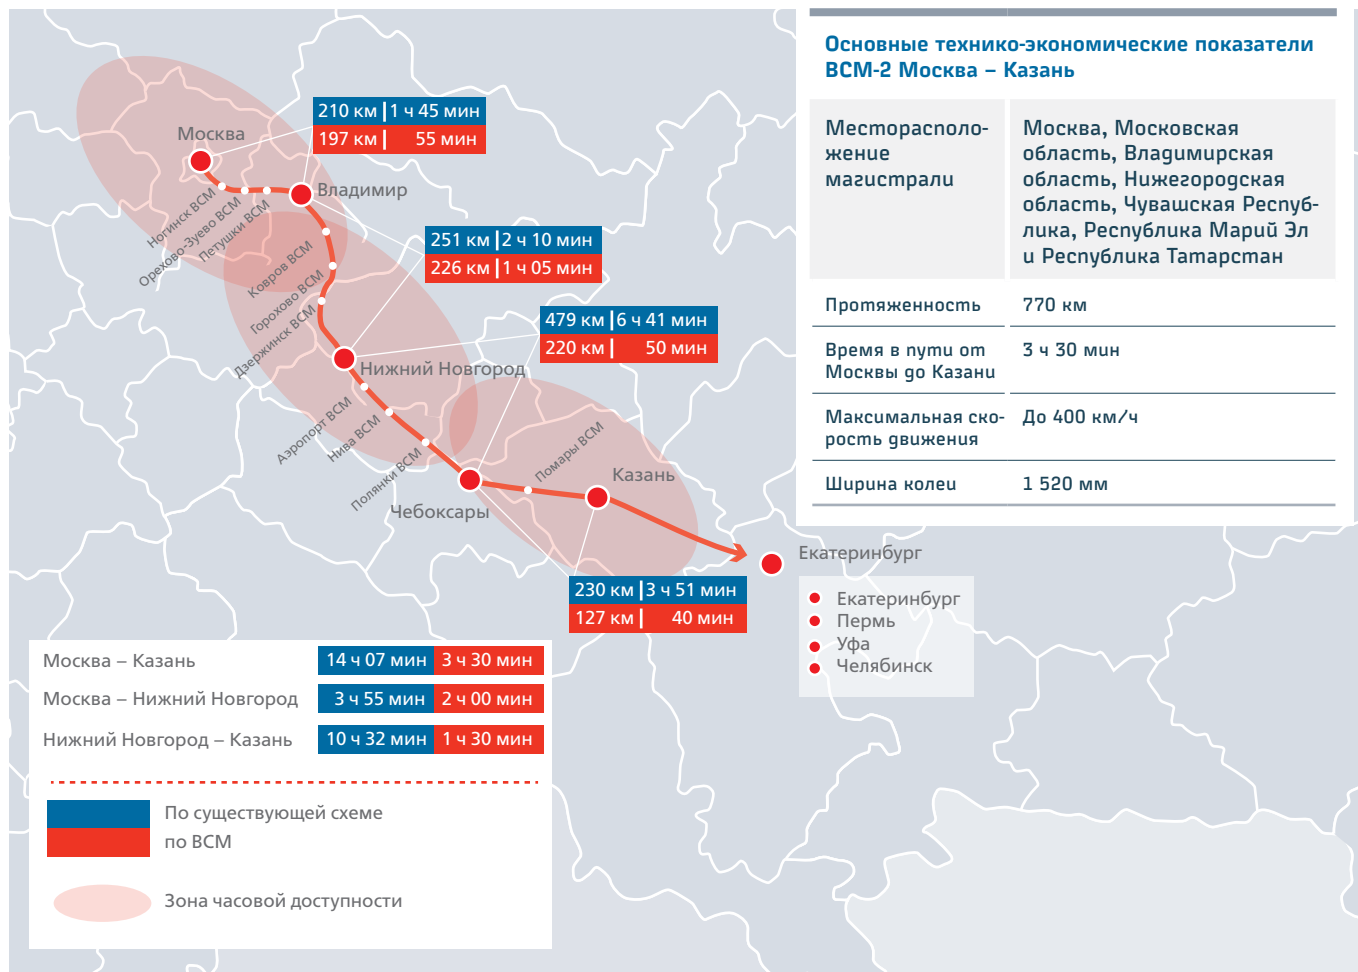 Основные технико-экономические показатели
ВСМ-2 Москва – Казань
Месторасполо-
жение
магистрали
Москва, Московская
область, Владимирская
область, Нижегородская
область, Чувашская Респуб-
лика, Республика Марий Эл
и Республика Татарстан
Протяженность
770 км
Время в пути от
Москвы до Казани
3 ч 30 мин
Максимальная ско-
рость движения
До 400 км/ч
Ширина колеи
1 520 мм
210 км | 1 ч 45 мин
197 км | 55 мин
Москва
Владимир
Ногинск ВСМ
Орехово-Зуево ВСМ
Петушки ВСМ
251 км | 2 ч 10 мин
226 км | 1 ч 05 мин
Ковров ВСМ
Горохово ВСМ
Дзержинск ВСМ
479 км | 6 ч 41 мин
220 км | 50 мин
Нижний Новгород
Аэропорт ВСМ
Нива ВСМ
Полянки ВСМ
Помары ВСМ
Казань
Чебоксары
Екатеринбург
230 км | 3 ч 51 мин
127 км | 40 мин
Екатеринбург
Пермь
Уфа
Челябинск
Москва – Казань
14 ч 07 мин 3 ч 30 мин
Москва – Нижний Новгород
3 ч 55 мин 2 ч 00 мин
Нижний Новгород – Казань
10 ч 32 мин 1 ч 30 мин
По существующей схеме
по ВСМ
Зона часовой доступности